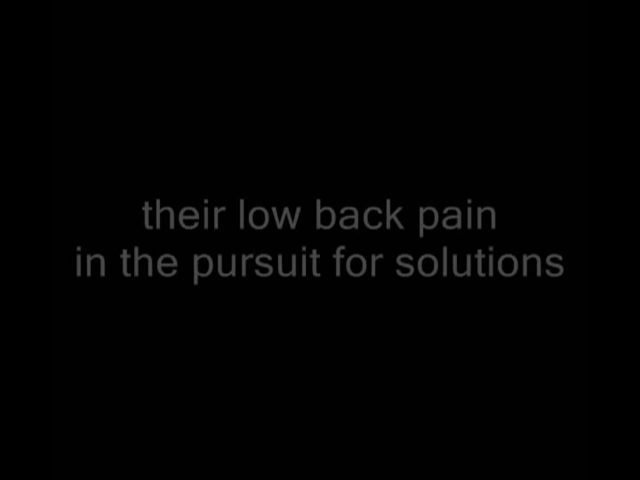 their low back pain
in the pursuit for solutions